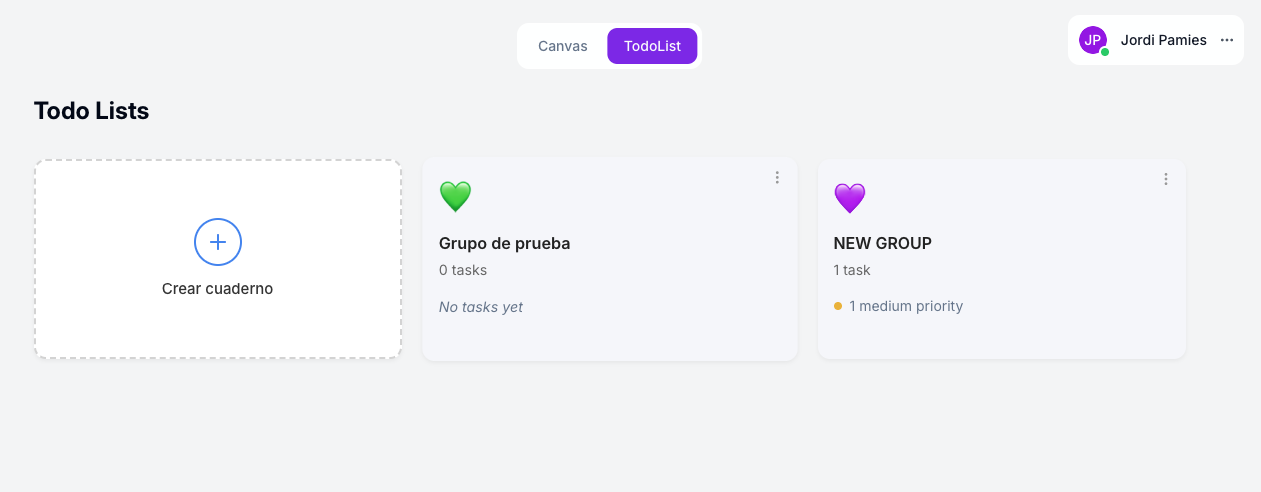 Canvas
TodoList
JP
Jordi Pamies
Todo Lists
Crear cuaderno
Grupo de prueba
0 tasks
No tasks yet
NEW GROUP
1 task
1 medium priority